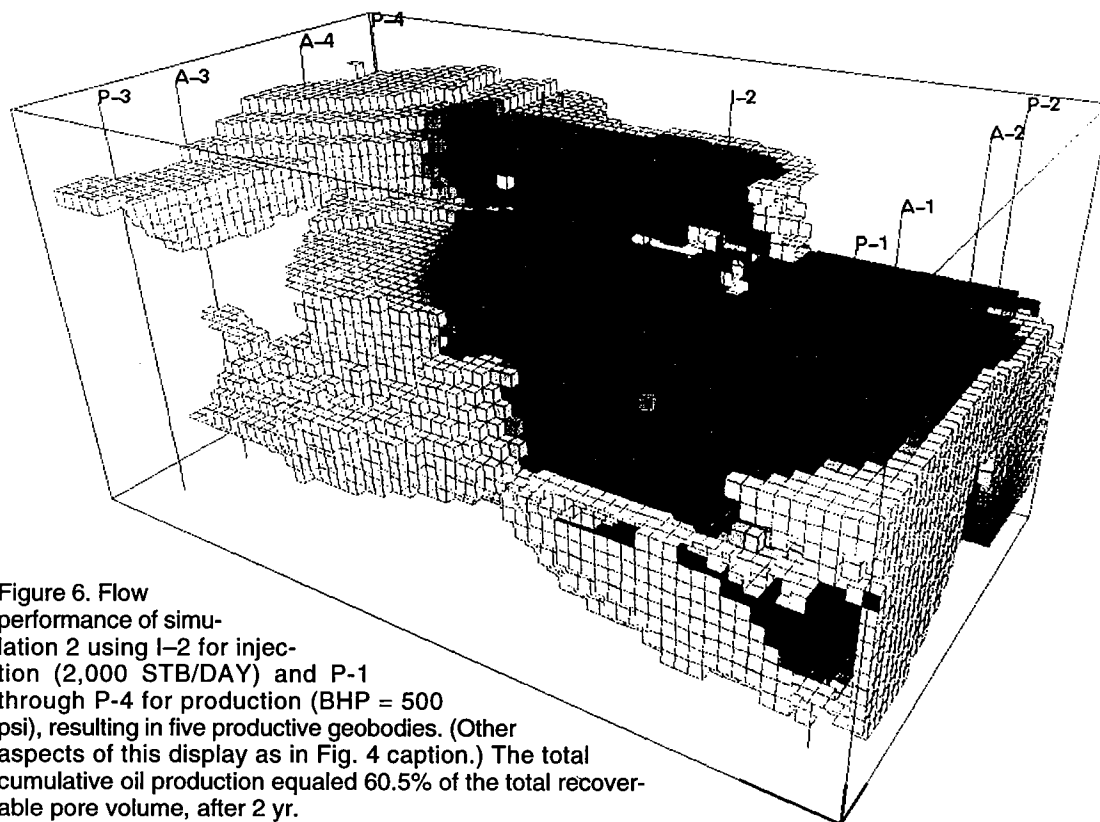 P-4
A-4
A-3
P-3
I-2
P-2
A-2
A-1
P-1
Figure 6. Flow
performance of simu-
lation 2 using I–2 for injec-
tion (2,000 STB/DAY) and P-1
through P-4 for production (BHP = 500
psi), resulting in five productive geobodies. (Other
aspects of this display as in Fig. 4 caption.) The total
cumulative oil production equaled 60.5% of the total recover-
able pore volume, after 2 yr.